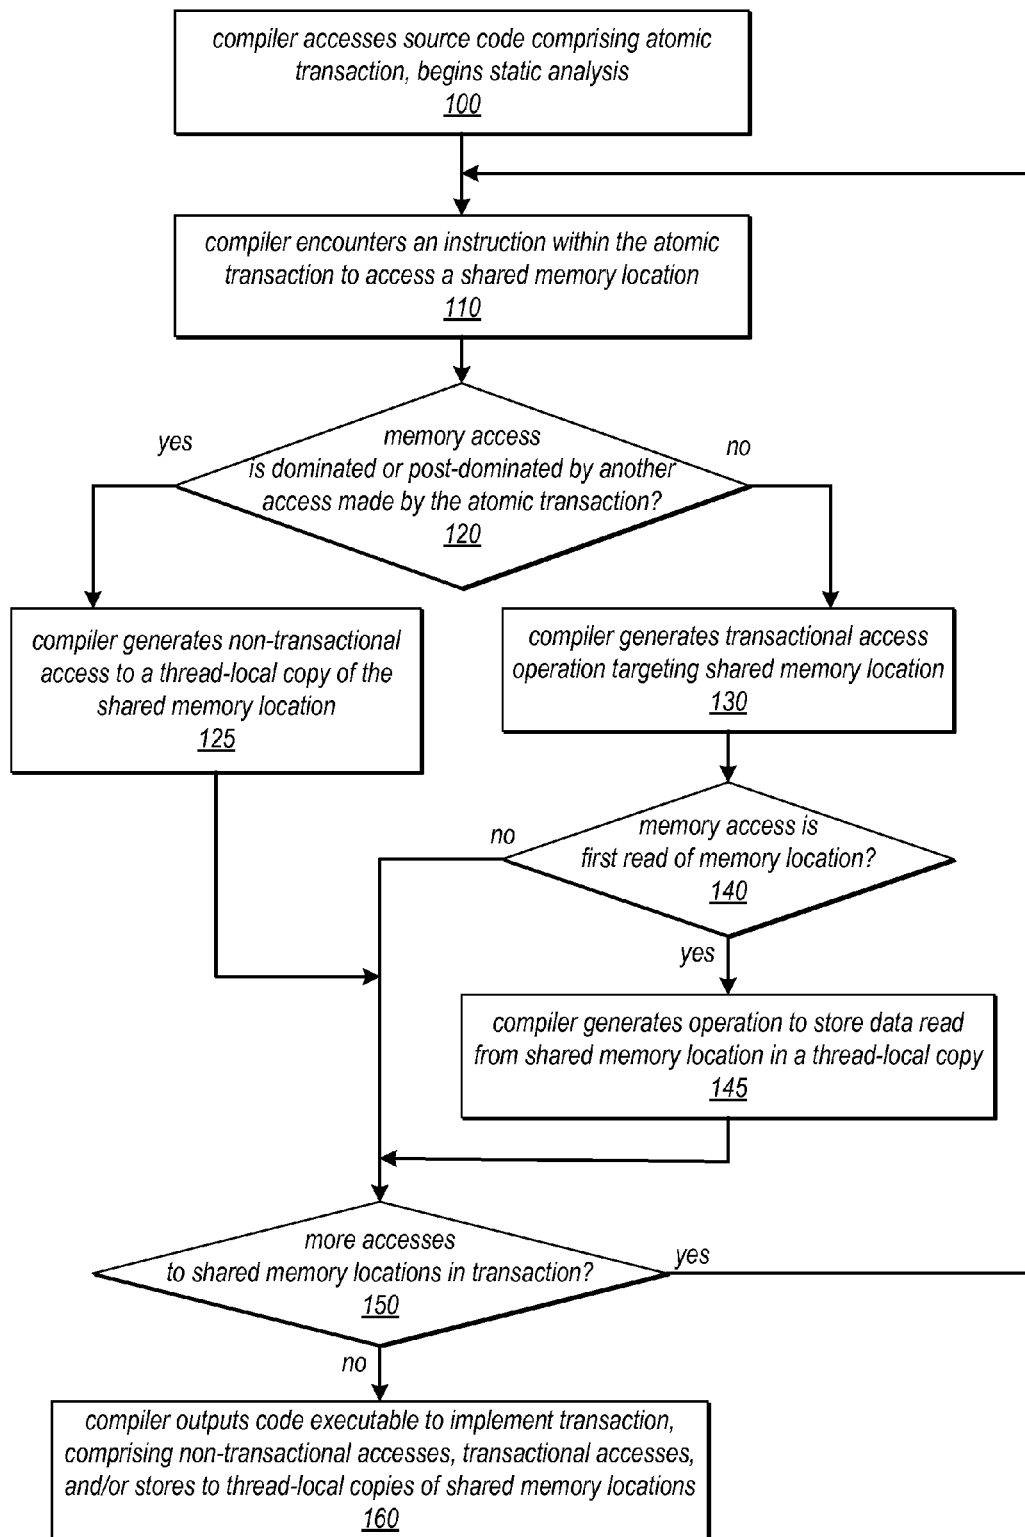 compiler accesses source code comprising atomic
transaction, begins static analysis
100
compiler encounters an instruction within the atomic
transaction to access a shared memory location
110
yes
memory access
is dominated or post-dominated by another
access made by the atomic transaction?
120
no
compiler generates non-transactional
access to a thread-local copy of the
shared memory location
125
compiler generates transactional access
operation targeting shared memory location
130
no
memory access is
first read of memory location?
140
yes
compiler generates operation to store data read
from shared memory location in a thread-local copy
145
more accesses
to shared memory locations in transaction?
150
yes
no
compiler outputs code executable to implement transaction,
comprising non-transactional accesses, transactional accesses,
and/or stores to thread-local copies of shared memory locations
160